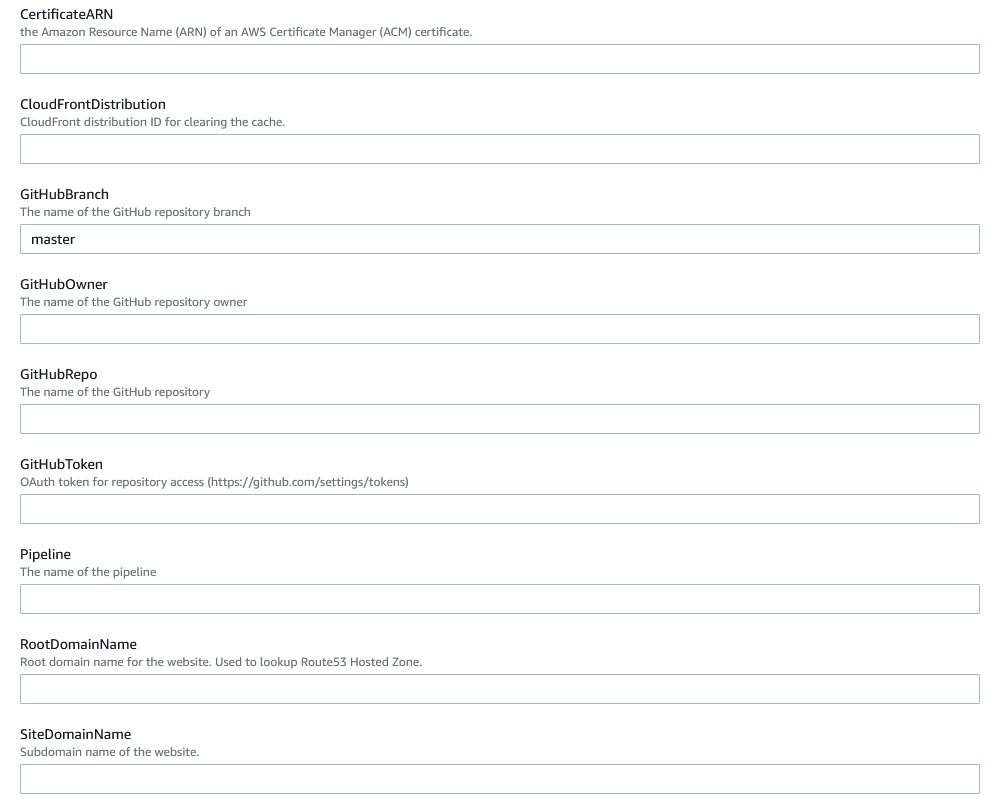 CertificateARN
the Amazon Resource Name (ARN) of an AWS Certificate Manager (ACM) certificate.
CloudFrontDistribution
CloudFront distribution ID for clearing the cache.
GitHubBranch
The name of the GitHub repository branch
master
GitHubOwner
The name of the GitHub repository owner
GitHubRepo
The name of the GitHub repository
GitHubToken
OAuth token for repository access (https://github.com/settings/tokens)
Pipeline
The name of the pipeline
RootDomainName
Root domain name for the website. Used to lookup Route53 Hosted Zone.
SiteDomainName
Subdomain name of the website.